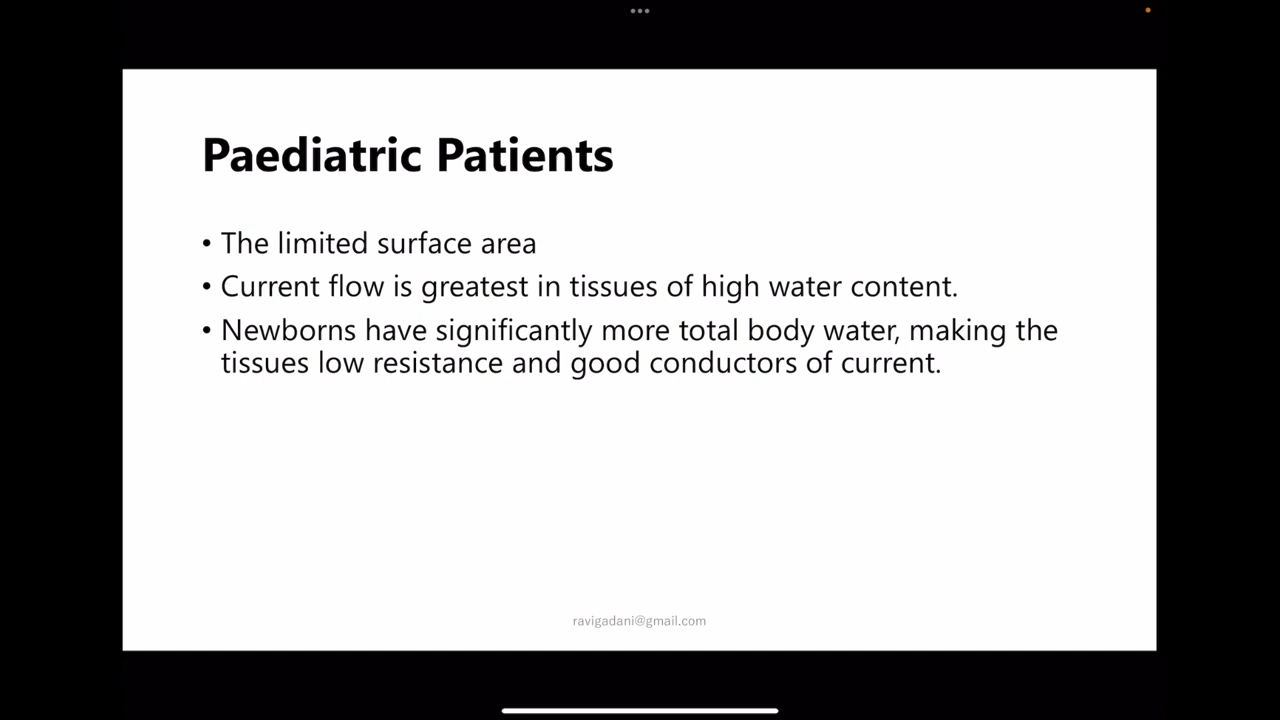 Paediatric Patients
• The limited surface area
• Current flow is greatest in tissues of high water content.
• Newborns have significantly more total body water, making the
tissues low resistance and good conductors of current.
ravigadani@gmail.com